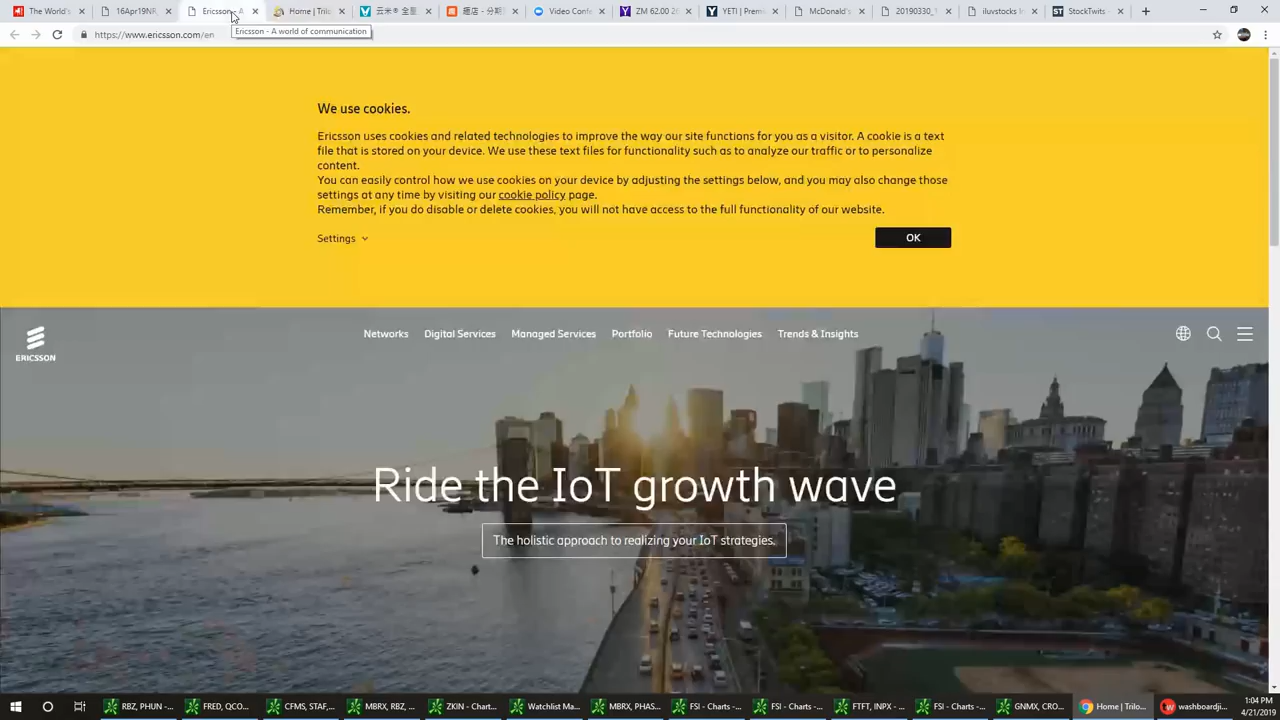 The World's
16Apr19NR
Ericsson - A
Home | Trilo
云米® 全屋
Video Conf
ZM 62.00 2
YETI | Premi
McDonald's
20190330_1
iluvstocks I
StockTwits -
https://www.ericsson.com/en
Ericsson - A world of communication
We use cookies.
Ericsson uses cookies and related technologies to improve the way our site functions for you as a visitor. A cookie is a text
file that is stored on your device. We use these text files for functionality such as to analyze our traffic or to personalize
content.
You can easily control how we use cookies on your device by adjusting the settings below, and you may also change those
settings at any time by visiting our cookie policy page.
Remember, if you do disable or delete cookies, you will not have access to the full functionality of our website.
Settings
OK
ERICSSON
Networks Digital Services Managed Services Portfolio Future Technologies Trends & Insights
Ride the IoT growth wave
The holistic approach to realizing your IoT strategies.
RBZ, PHUN - ...
FRED, QCO...
CFMS, STAF,...
MBRX, RBZ, ...
ZKIN - Charts...
Watchlist Ma...
MBRX, PHAS...
FSI - Charts -...
FSI - Charts -...
FTFT, INPX - ...
FSI - Charts -...
GNMX, CRO...
Home | Trilo...
washboardji...
1:04 PM
4/21/2019